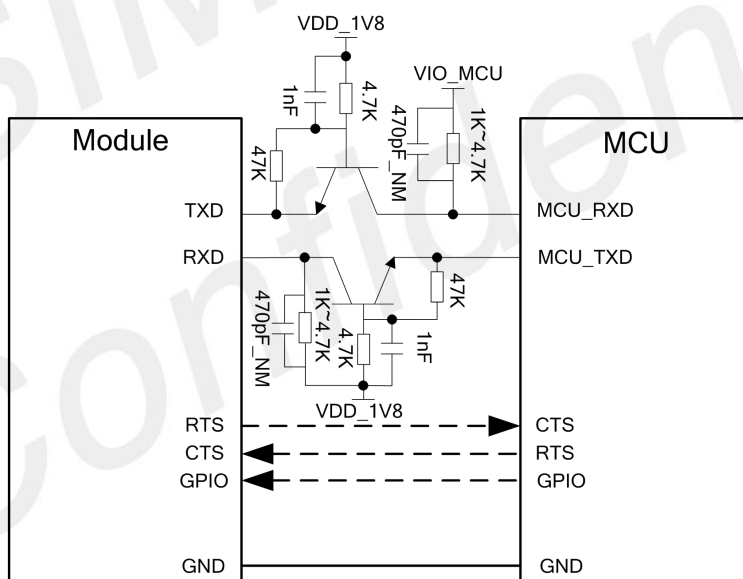 VDD_1V8
1nF
4.7K
VIO_MCU
470pF_NM
1K~4.7K
Module
MCU
47K
TXD
MCU_RXD
RXD
MCU_TXD
470pF_NM
1K~4.7K
4.7K
1nF
47K
VDD_1V8
RTS
CTS
CTS
RTS
GPIO
GPIO
GND
GND